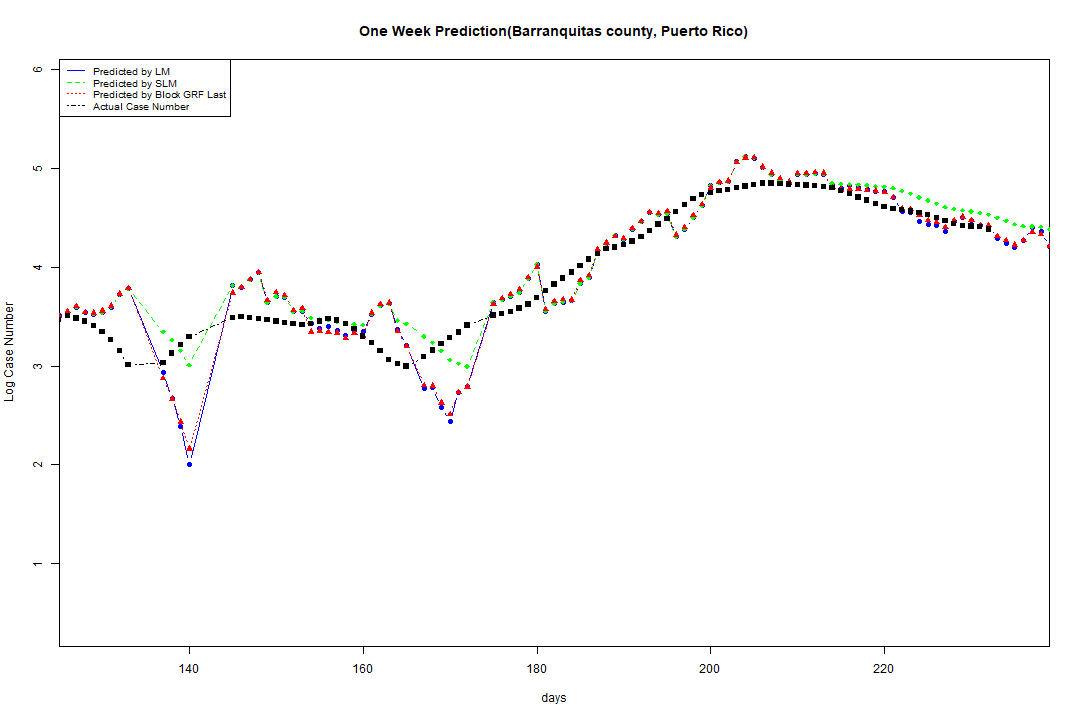 One Week Prediction(Barranquitas county, Puerto Rico)
Predicted by LM
Predicted by SLM
Predicted by Block GRF Last
Actual Case Number
6
5
4
3
2
1
Log Case Number
140 160 180 200 220
days